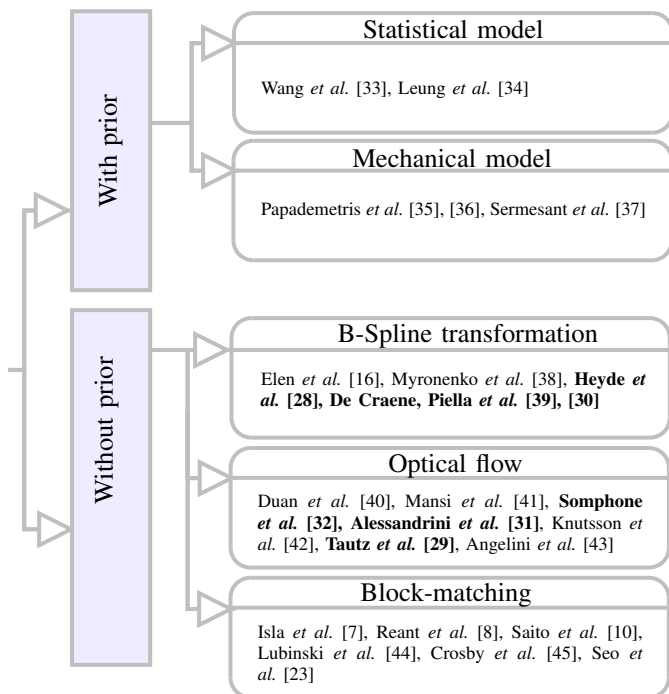 With prior
Statistical model
Wang et al. [33], Leung et al. [34]
Mechanical model
Papademetris et al. [35], [36], Sermesant et al. [37]
Without prior
B-Spline transformation
Elen et al. [16], Myronenko et al. [38], Heyde et
al. [28], De Craene, Piella et al. [39], [30]
Optical flow
Duan et al. [40], Mansi et al. [41], Somphone
et al. [32], Alessandrini et al. [31], Knutsson et
al. [42], Tautz et al. [29], Angelini et al. [43]
Block-matching
Isla et al. [7], Reant et al. [8], Saito et al. [10],
Lubinski et al. [44], Crosby et al. [45], Seo et
al. [23]